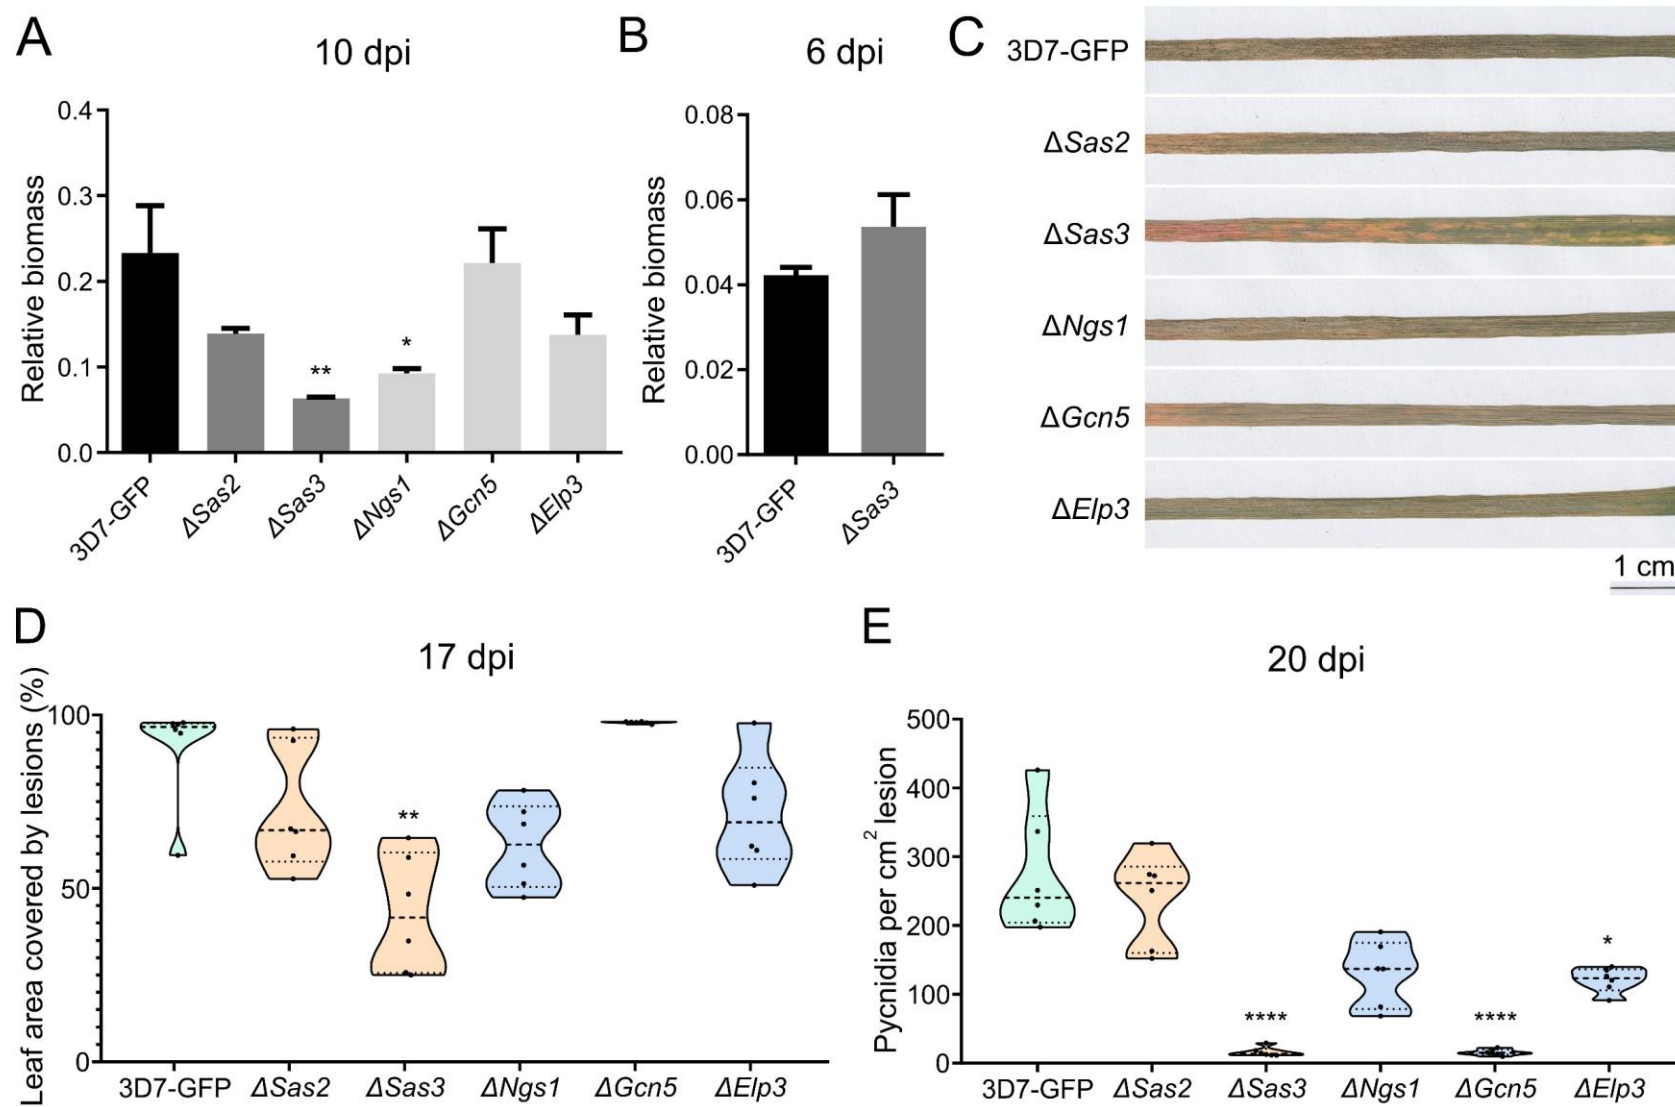 A
10 dpi
Relative biomass
0.4
0.3
0.2
0.1
0.0
**
*
3D7-GFP
ΔSas2
ΔSas3
ΔNgs1
ΔGcn5
ΔElp3
B
6 dpi
Relative biomass
0.08
0.06
0.04
0.02
0.00
3D7-GFP
ΔSas3
C
3D7-GFP
ΔSas2
ΔSas3
ΔNgs1
ΔGcn5
ΔElp3
1 cm
D
17 dpi
Leaf area covered by lesions (%)
100
50
0
**
3D7-GFP
ΔSas2
ΔSas3
ΔNgs1
ΔGcn5
ΔElp3
E
20 dpi
Pycnidia per cm² lesion
500
400
300
200
100
0
****
****
*
3D7-GFP
ΔSas2
ΔSas3
ΔNgs1
ΔGcn5
ΔElp3